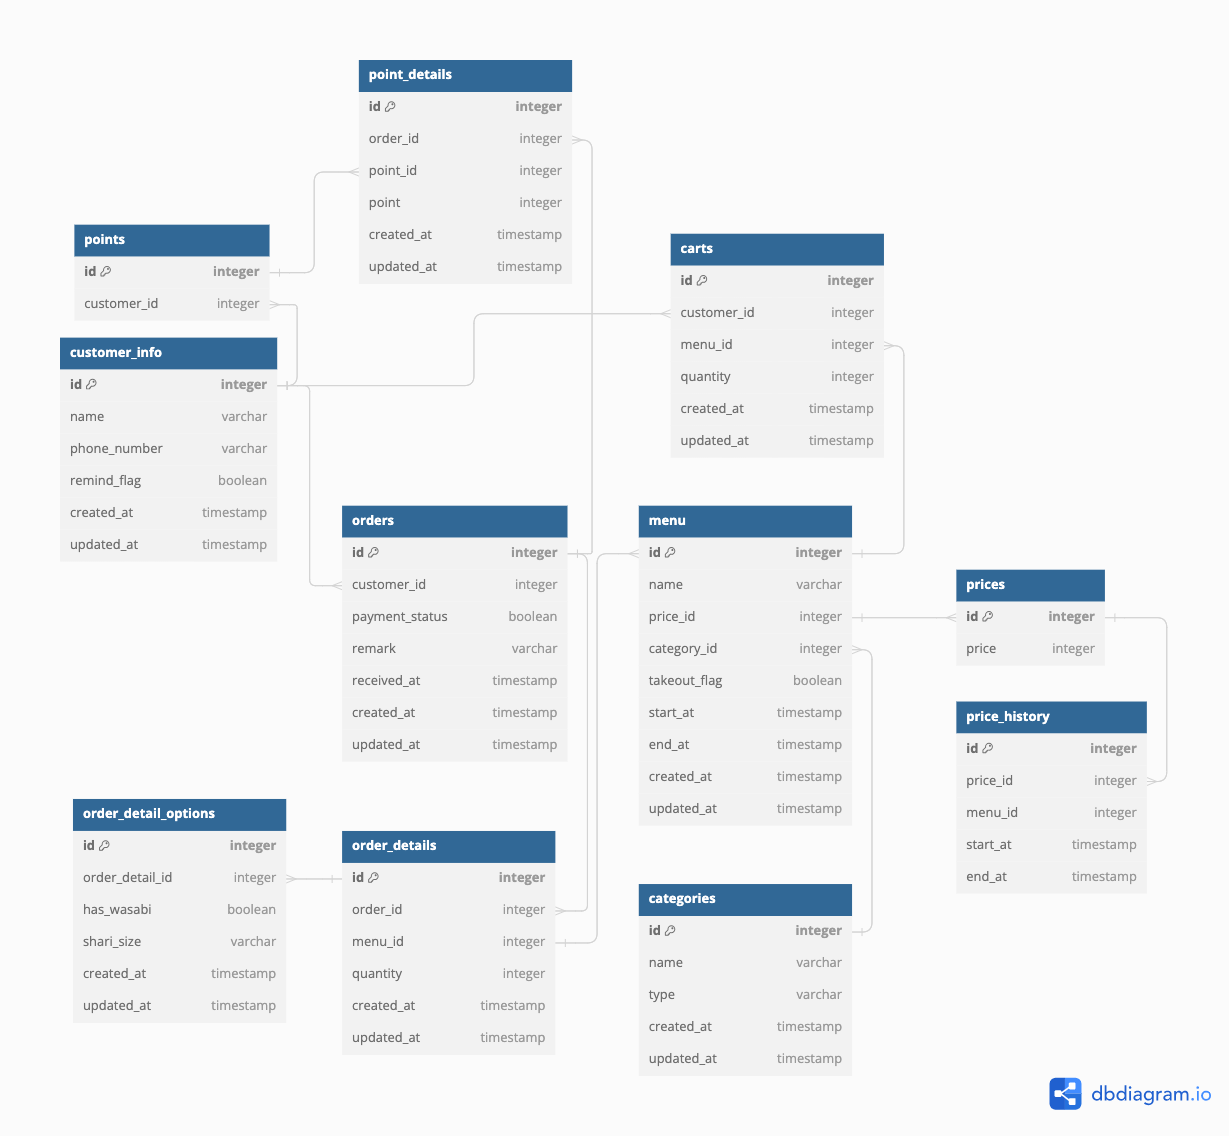 point_details
id integer
order_id integer
point_id integer
point integer
created_at timestamp
updated_at timestamp
points
id integer
customer_id integer
carts
id integer
customer_id integer
menu_id integer
quantity integer
created_at timestamp
updated_at timestamp
customer_info
id integer
name varchar
phone_number varchar
remind_flag boolean
created_at timestamp
updated_at timestamp
orders
id integer
customer_id integer
payment_status boolean
remark varchar
received_at timestamp
created_at timestamp
updated_at timestamp
menu
id integer
name varchar
price_id integer
category_id integer
takeout_flag boolean
start_at timestamp
end_at timestamp
created_at timestamp
updated_at timestamp
prices
id integer
price integer
price_history
id integer
price_id integer
menu_id integer
start_at timestamp
end_at timestamp
order_detail_options
id integer
order_detail_id integer
has_wasabi boolean
shari_size varchar
created_at timestamp
updated_at timestamp
order_details
id integer
order_id integer
menu_id integer
quantity integer
created_at timestamp
updated_at timestamp
categories
id integer
name varchar
type varchar
created_at timestamp
updated_at timestamp
dbdiagram.io